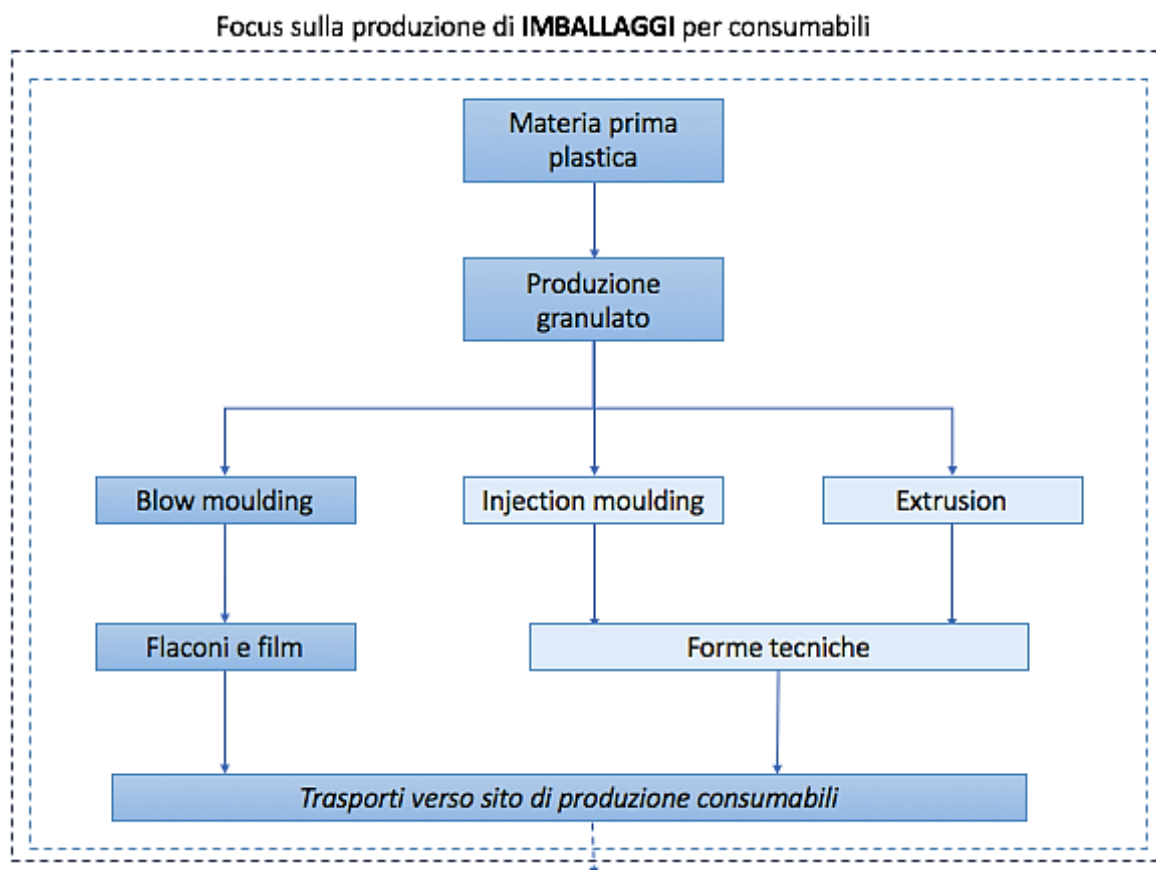 Focus sulla produzione di IMBALLAGGI per consumabili
Materia prima
plastica
Produzione
granulato
Blow moulding
Injection moulding
Extrusion
Flaconi e film
Forme tecniche
Trasporti verso sito di produzione consumabili